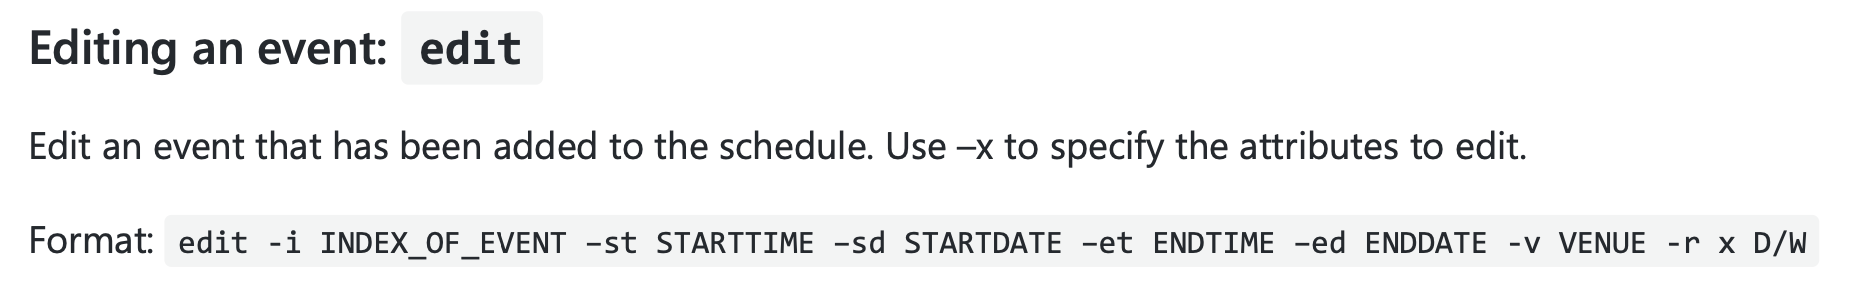 Editing an event: edit
Edit an event that has been added to the schedule. Use –x to specify the attributes to edit.
Format: edit -i INDEX_OF_EVENT –st STARTTIME –sd STARTDATE –et ENDTIME –ed ENDDATE -v VENUE -r x D/W